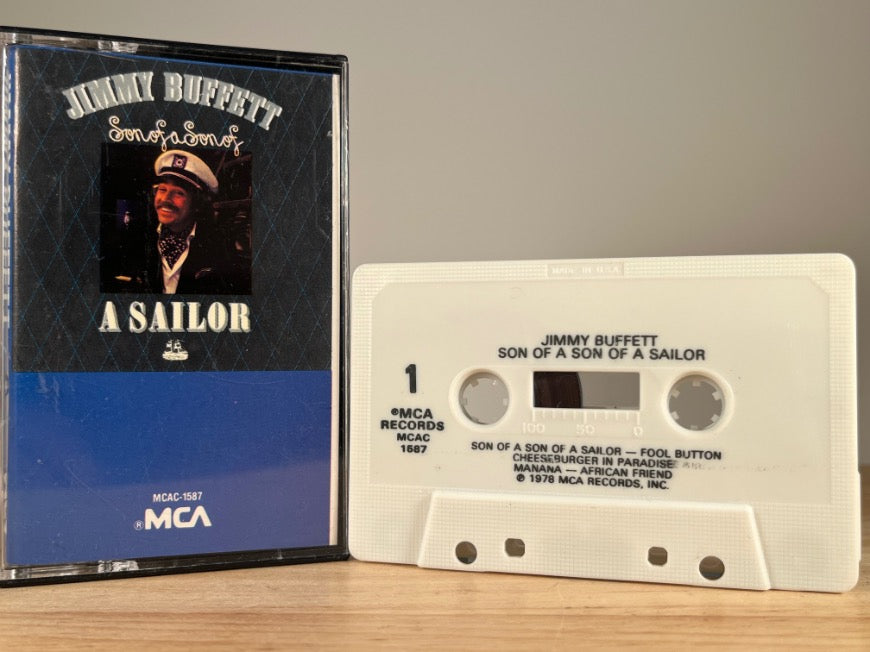 JIMMY BUFFETT
Son of a Son of
A SAILOR
MCAC-1587
®MCA
MADE IN U.S.A.
JIMMY BUFFETT
SON OF A SON OF A SAILOR
1
®MCA
RECORDS
MCAC
1587
100 50 0
SON OF A SON OF A SAILOR — FOOL BUTTON
CHEESEBURGER IN PARADISE
MANANA — AFRICAN FRIEND
℗ 1978 MCA RECORDS, INC.